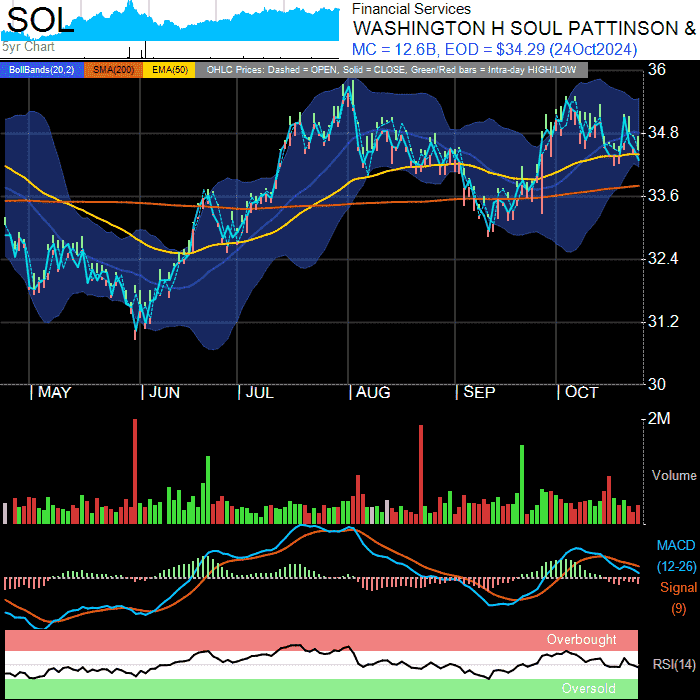 SOL
5yr Chart
Financial Services
WASHINGTON H SOUL PATTINSON &
MC = 12.6B, EOD = $34.29 (24Oct2024)
BollBands(20,2) SMA(200) EMA(50) OHLC Prices: Dashed = OPEN, Solid = CLOSE, Green/Red bars = Intra-day HIGH/LOW
36
34.8
33.6
32.4
31.2
30
MAY JUN JUL AUG SEP OCT
2M
Volume
MACD
(12-26)
Signal
(9)
Overbought
RSI(14)
Oversold